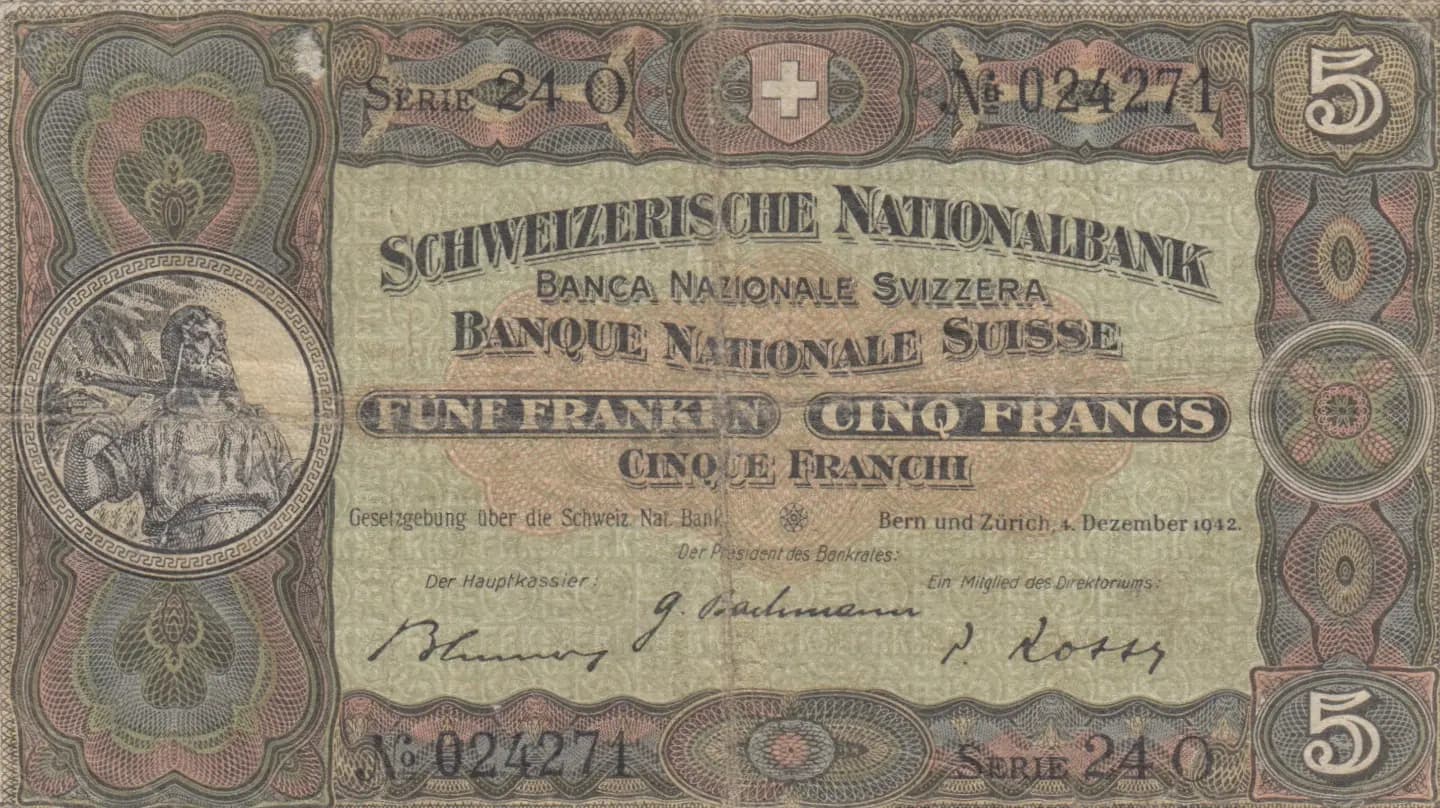 SERIE 24 O
No 024271
5
SCHWEIZERISCHE NATIONALBANK
BANCA NAZIONALE SVIZZERA
BANQUE NATIONALE SUISSE
FÜNF FRANKEN
CINQ FRANCS
CINQUE FRANCHI
Gesetzgebung über die Schweiz. Nat. Bank.
Bern und Zürich, 4. Dezember 1942.
Der Präsident des Bankrates:
Der Hauptkassier:
Ein Mitglied des Direktoriums:
G. Bachmann
P. Rossy
No 024271
SERIE 24 O
5